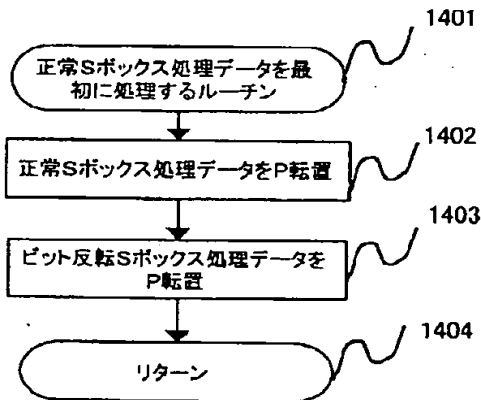 1401
正常Sボックス処理データを最
初に処理するルーチン
1402
正常Sボックス処理データをP転置
1403
ビット反転Sボックス処理データを
P転置
1404
リターン